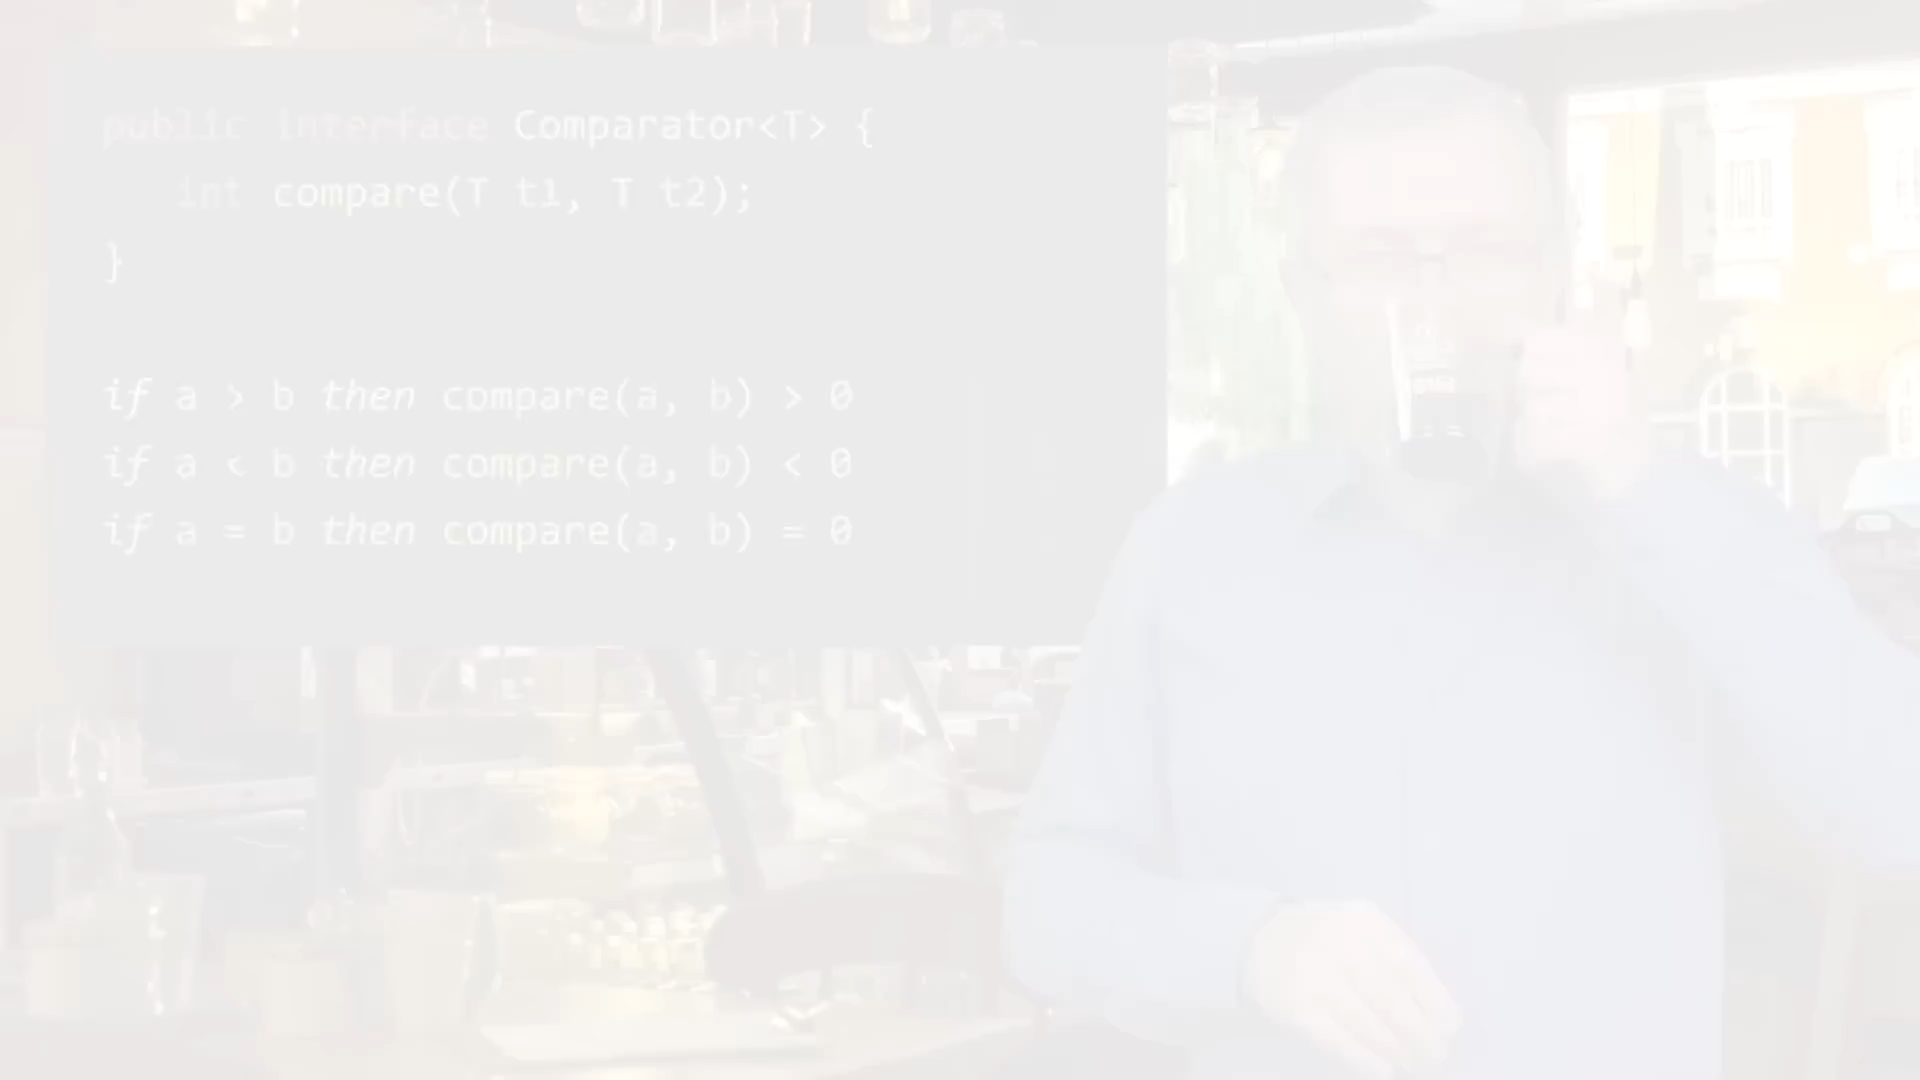 public interface Comparator<T> {
int compare(T t1, T t2);
}
if a > b then compare(a, b) > 0
if a < b then compare(a, b) < 0
if a = b then compare(a, b) = 0